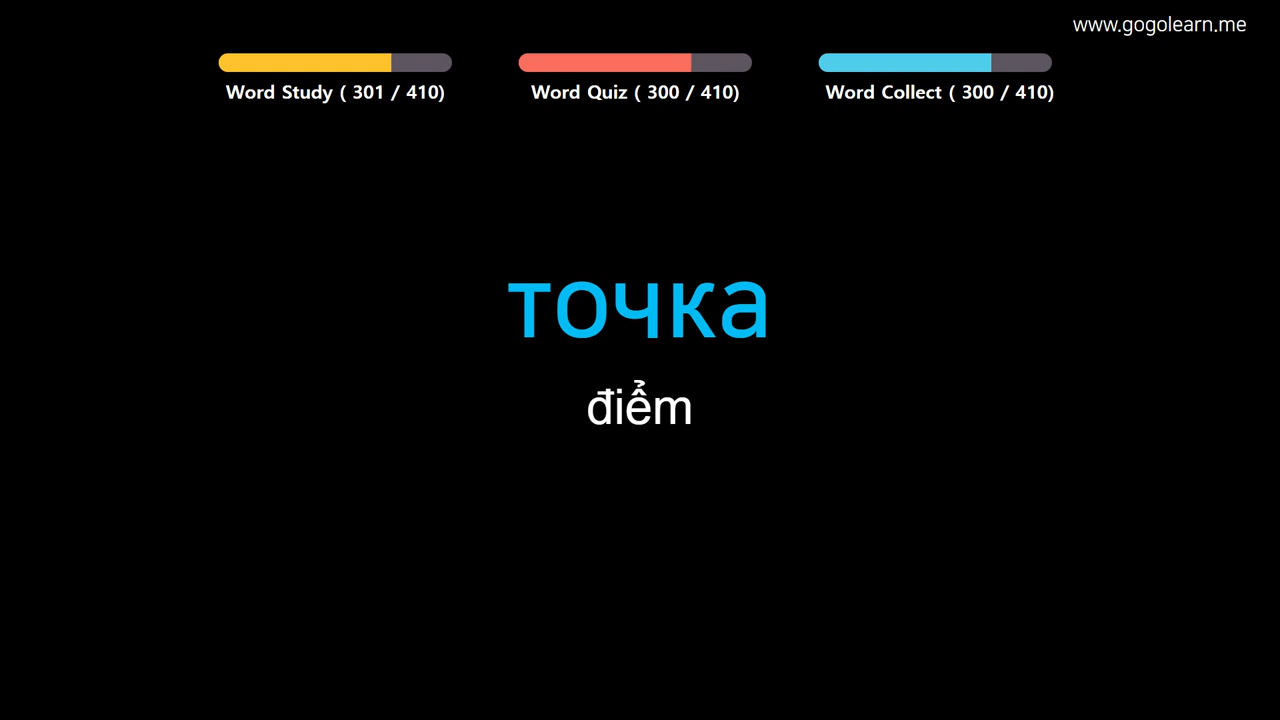 www.gogolearn.me
Word Study ( 301 / 410)
Word Quiz ( 300 / 410)
Word Collect ( 300 / 410)
точка
điểm